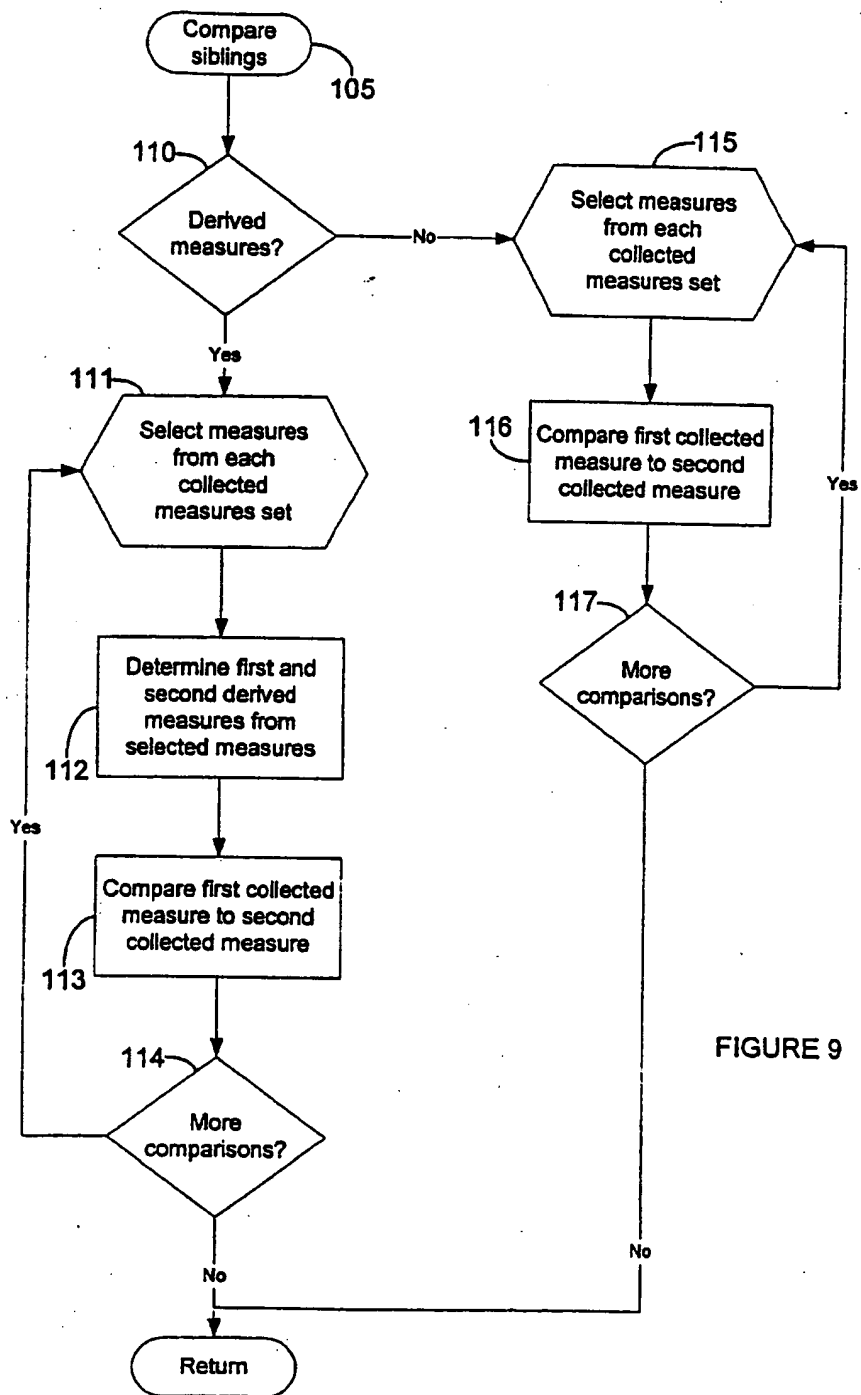 Compare
siblings
105
110
Derived
measures?
No
115
Select measures
from each
collected
measures set
Yes
111
Select measures
from each
collected
measures set
116
Compare first collected
measure to second
collected measure
Yes
117
More
comparisons?
Determine first and
second derived
measures from
selected measures
112
Yes
Compare first collected
measure to second
collected measure
113
114
More
comparisons?
FIGURE 9
No
No
Return